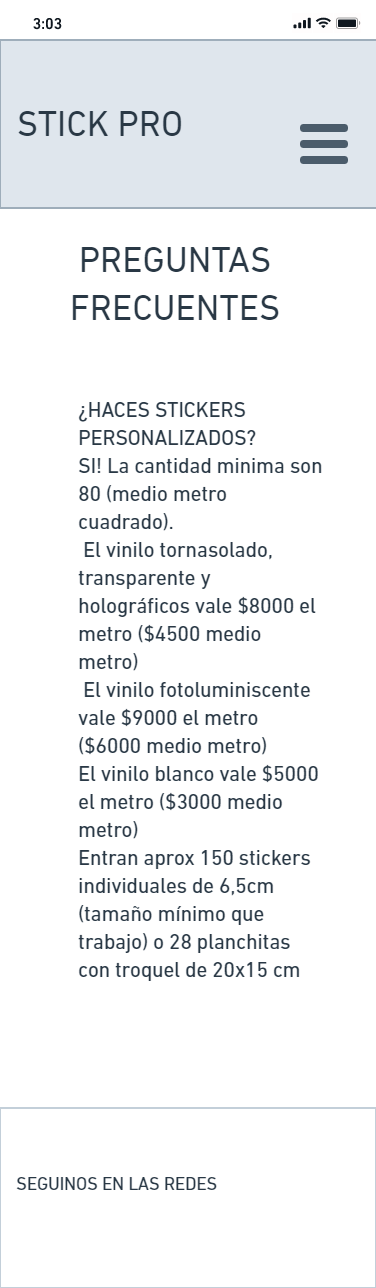 3:03
STICK PRO
PREGUNTAS
FRECUENTES
¿HACES STICKERS
PERSONALIZADOS?
SI! La cantidad minima son
80 (medio metro
cuadrado).
El vinilo tornasolado,
transparente y
holográficos vale $8000 el
metro ($4500 medio
metro)
El vinilo fotoluminiscente
vale $9000 el metro
($6000 medio metro)
El vinilo blanco vale $5000
el metro ($3000 medio
metro)
Entran aprox 150 stickers
individuales de 6,5cm
(tamaño mínimo que
trabajo) o 28 planchitas
con troquel de 20x15 cm
SEGUINOS EN LAS REDES